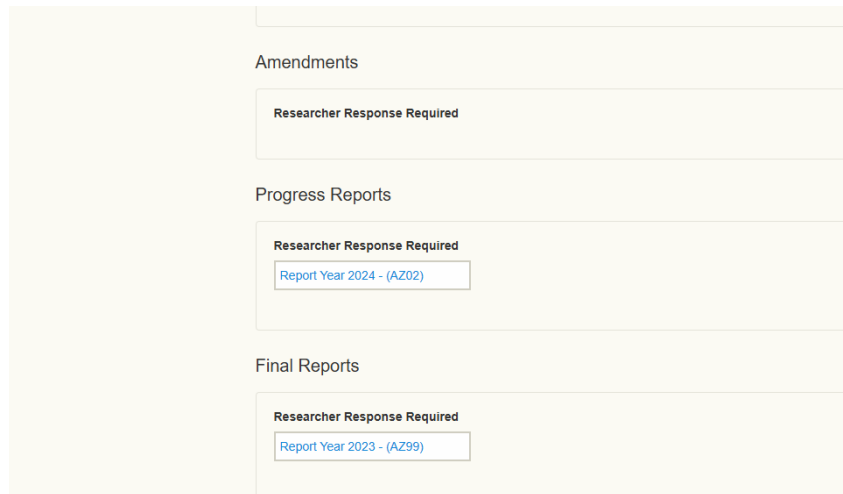 Amendments
Researcher Response Required
Progress Reports
Researcher Response Required
Report Year 2024 - (AZ02)
Final Reports
Researcher Response Required
Report Year 2023 - (AZ99)